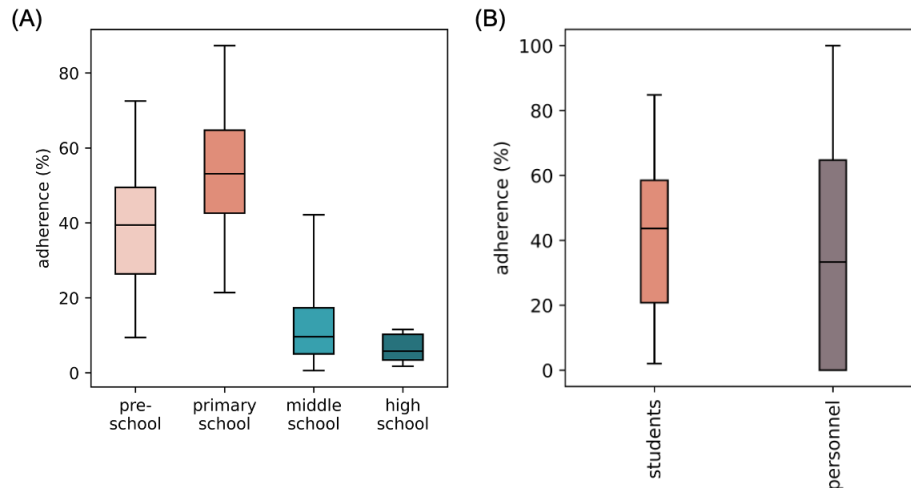 (A)
adherence (%)
80
60
40
20
0
pre-
school
primary
school
middle
school
high
school
(B)
adherence (%)
100
80
60
40
20
0
students
personnel